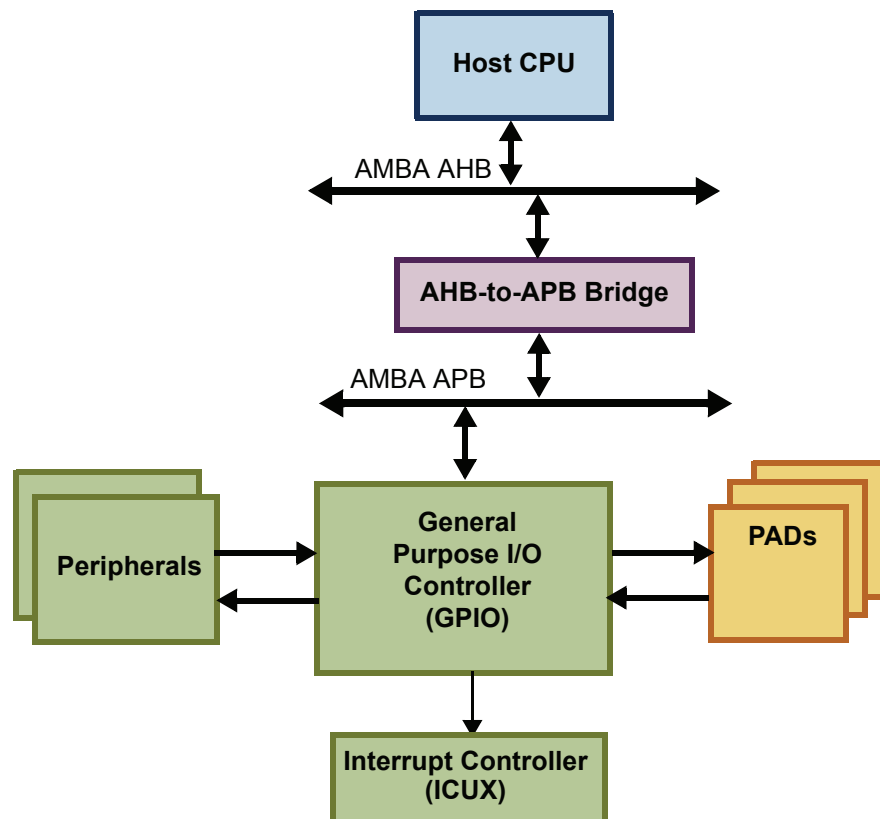 Host CPU
AMBA AHB
AHB-to-APB Bridge
AMBA APB
General
Purpose I/O
Controller
(GPIO)
Peripherals
PADs
Interrupt Controller
(ICUX)